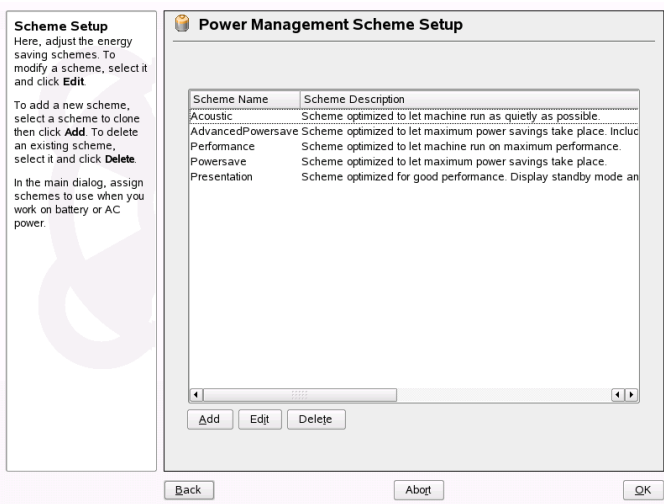 Scheme Setup
Here, adjust the energy
saving schemes. To
modify a scheme, select it
and click Edit.
To add a new scheme,
select a scheme to clone
then click Add. To delete
an existing scheme,
select it and click Delete.
In the main dialog, assign
schemes to use when you
work on battery or AC
power.
Power Management Scheme Setup
Scheme Name Scheme Description
Acoustic Scheme optimized to let machine run as quietly as possible.
AdvancedPowersave Scheme optimized to let maximum power savings take place. Includ
Performance Scheme optimized to let machine run on maximum performance.
Powersave Scheme optimized to let maximum power savings take place.
Presentation Scheme optimized for good performance. Display standby mode an
Add Edit Delete
Back Abort OK